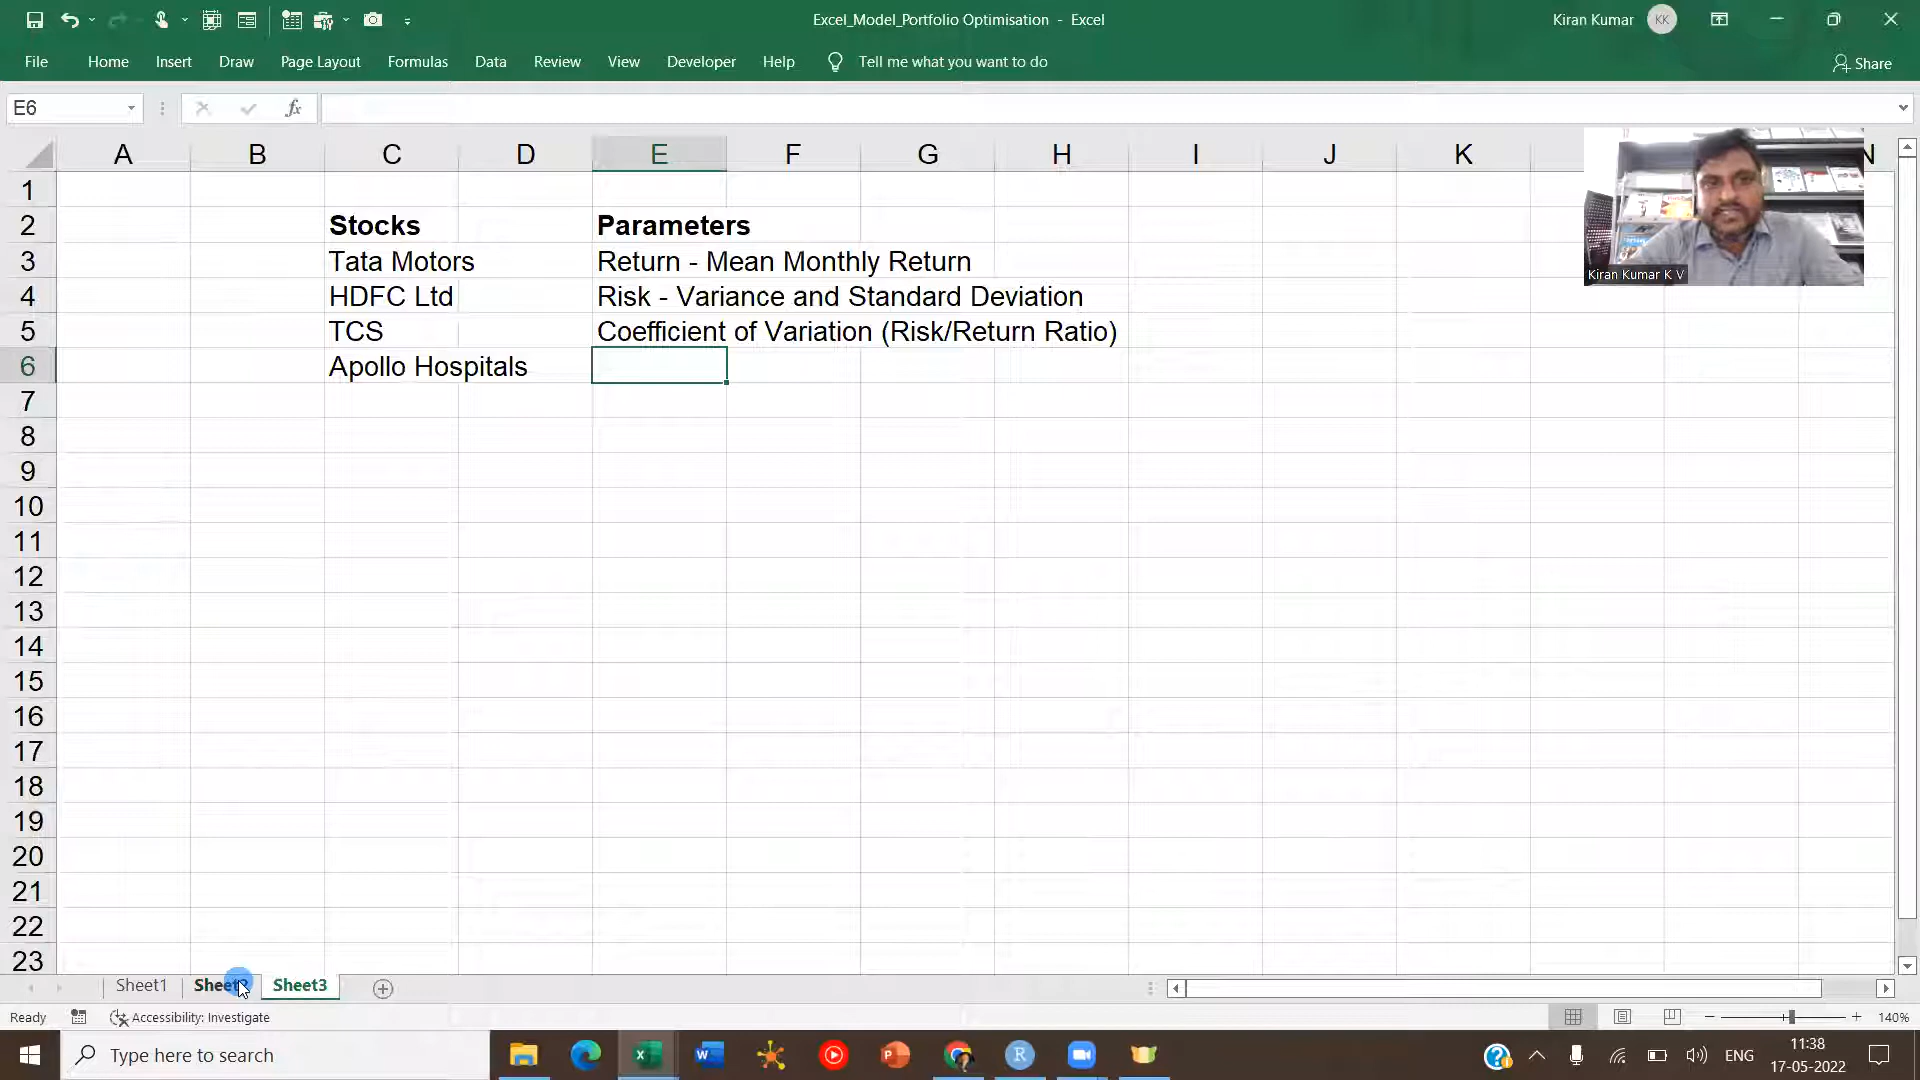 Excel_Model_Portfolio Optimisation - Excel
Kiran Kumar
KK
File Home Insert Draw Page Layout Formulas Data Review View Developer Help Tell me what you want to do
Share
E6
fx
A B C D E F G H I J K N
1
2 Stocks Parameters
3 Tata Motors Return - Mean Monthly Return
4 HDFC Ltd Risk - Variance and Standard Deviation
5 TCS Coefficient of Variation (Risk/Return Ratio)
6 Apollo Hospitals
7
8
9
10
11
12
13
14
15
16
17
18
19
20
21
22
23
Kiran Kumar K V
Sheet1 Sheet2 Sheet3
Ready Accessibility: Investigate
140%
Type here to search
ENG
11:38
17-05-2022